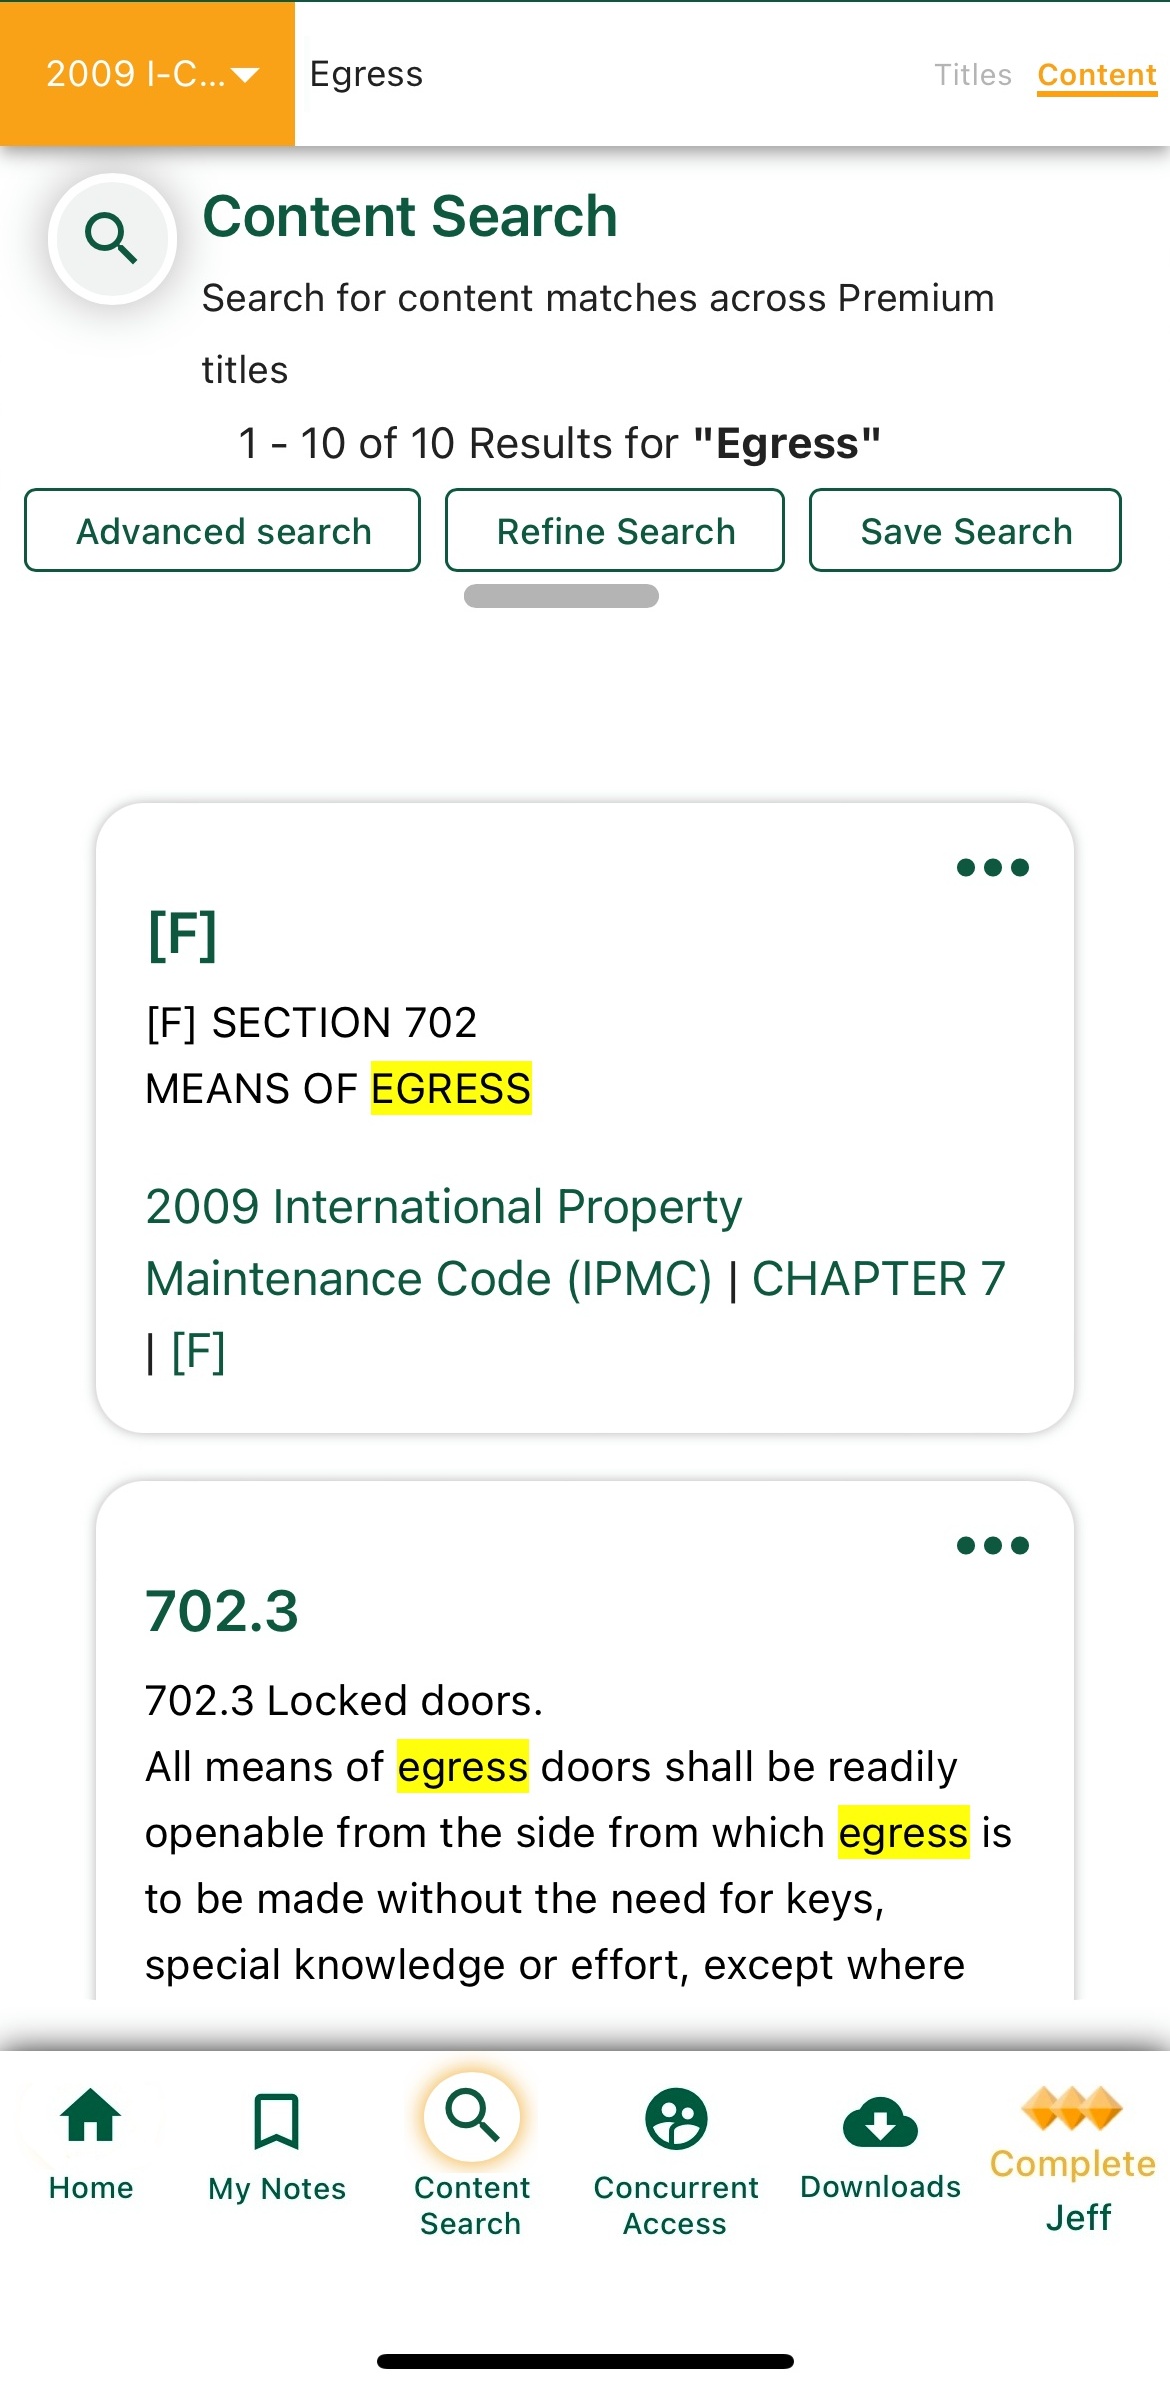 2009 I-C...
Egress
Titles Content
Content Search
Search for content matches across Premium
titles
1 - 10 of 10 Results for "Egress"
Advanced search
Refine Search
Save Search
[F]
[F] SECTION 702
MEANS OF EGRESS
2009 International Property
Maintenance Code (IPMC) | CHAPTER 7
| [F]
702.3
702.3 Locked doors.
All means of egress doors shall be readily
openable from the side from which egress is
to be made without the need for keys,
special knowledge or effort, except where
Home
My Notes
Content
Search
Concurrent
Access
Downloads
Complete
Jeff